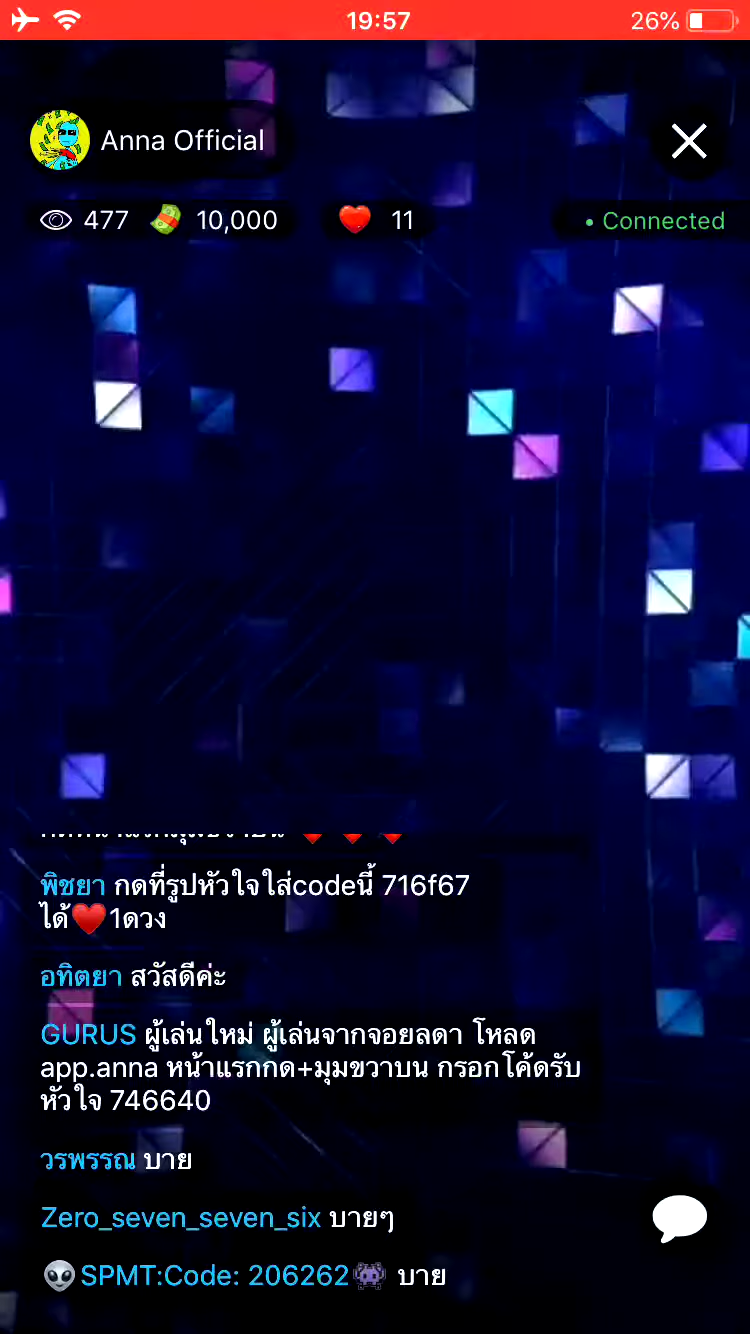 19:57
26%
Anna Official
477
10,000
11
• Connected
พิชยา กดที่รูปหัวใจใส่codeนี้ 716f67
ได้❤️1ดวง
อทิตยา สวัสดีค่ะ
GURUS ผู้เล่นใหม่ ผู้เล่นจากจอยลดา โหลด
app.anna หน้าแรกกด+มุมขวาบน กรอกโค้ดรับ
หัวใจ 746640
วรพรรณ บาย
Zero_seven_seven_six บายๆ
👽SPMT:Code: 206262👾 บาย